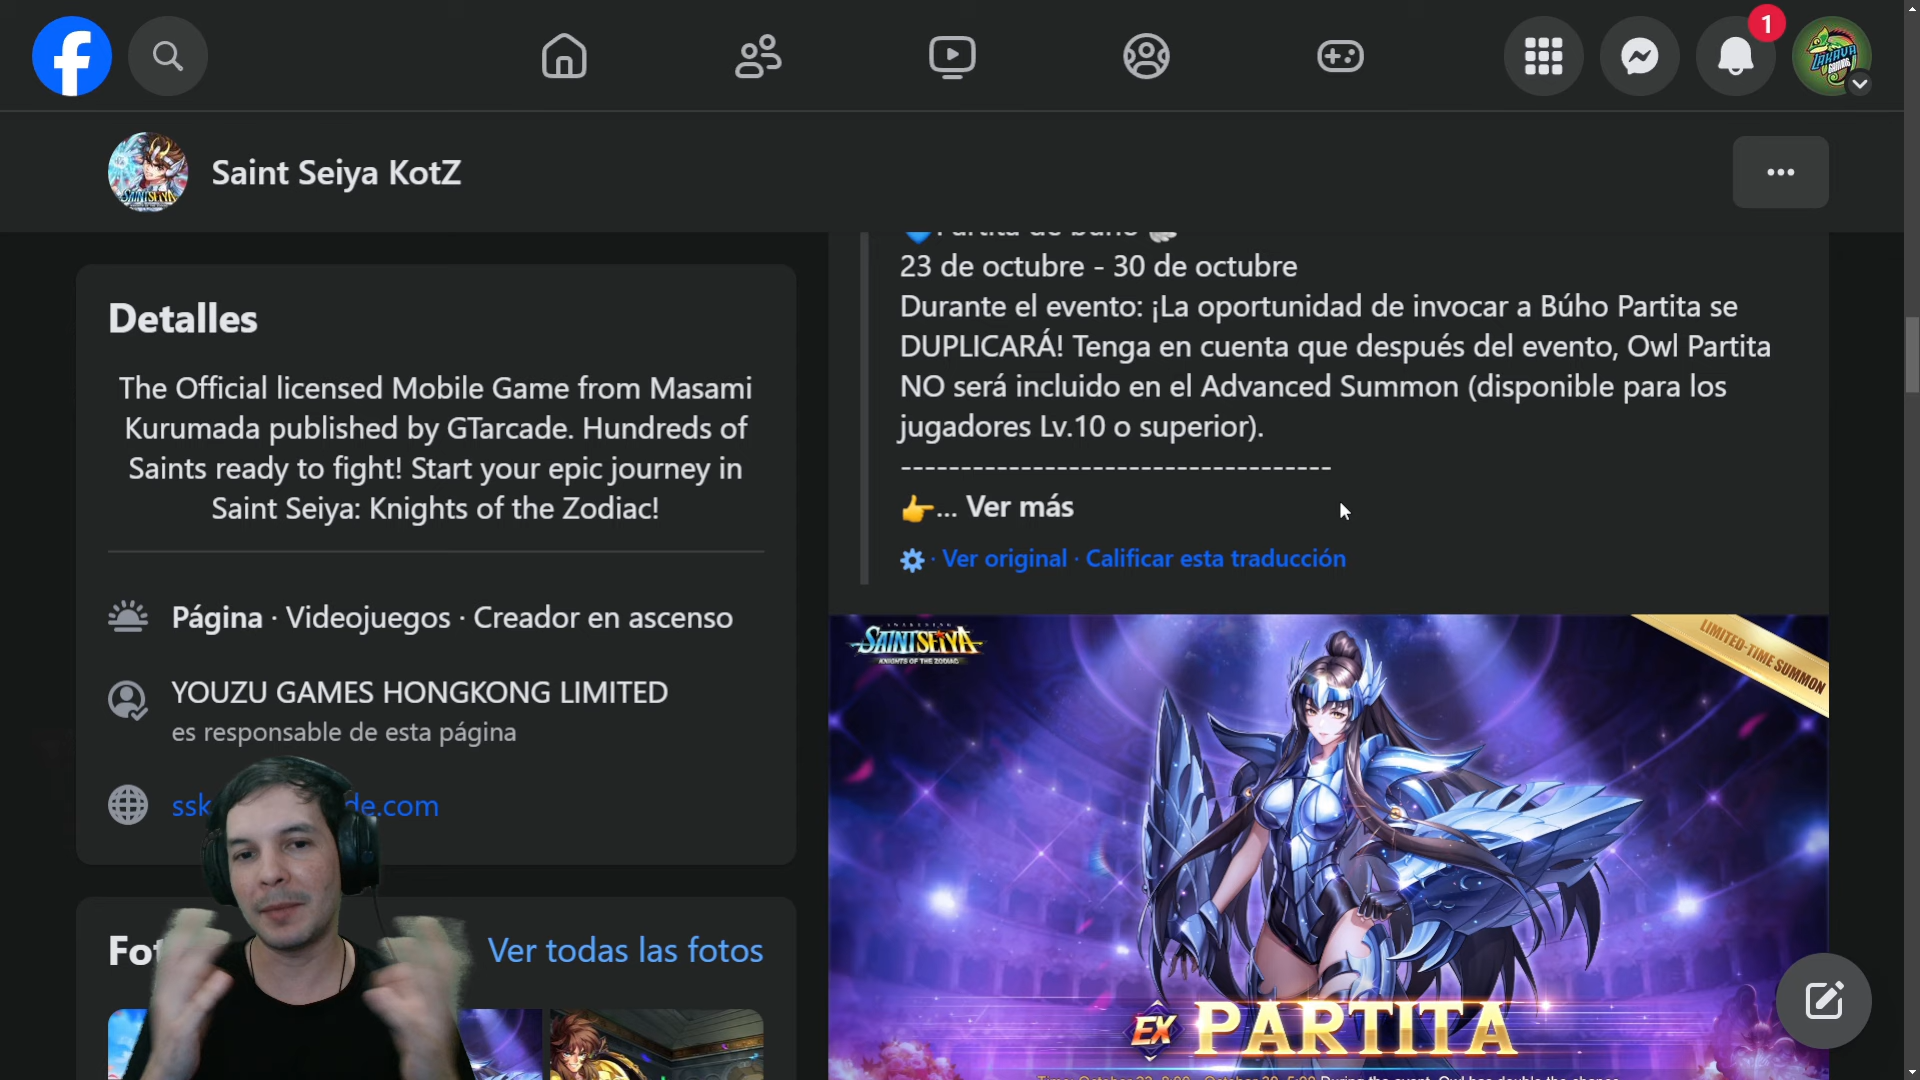 1
LAKAVA
GAMING
Saint Seiya KotZ
Detalles
The Official licensed Mobile Game from Masami
Kurumada published by GTarcade. Hundreds of
Saints ready to fight! Start your epic journey in
Saint Seiya: Knights of the Zodiac!
Página · Videojuegos · Creador en ascenso
YOUZU GAMES HONGKONG LIMITED
es responsable de esta página
ssk
de.com
Ver todas las fotos
23 de octubre - 30 de octubre
Durante el evento: ¡La oportunidad de invocar a Búho Partita se
DUPLICARÁ! Tenga en cuenta que después del evento, Owl Partita
NO será incluido en el Advanced Summon (disponible para los
jugadores Lv.10 o superior).
------------------------------------
👉... Ver más
· Ver original · Calificar esta traducción
AWAKENING
SAINT SEIYA
KNIGHTS OF THE ZODIAC
LIMITED-TIME SUMMON
EX PARTITA